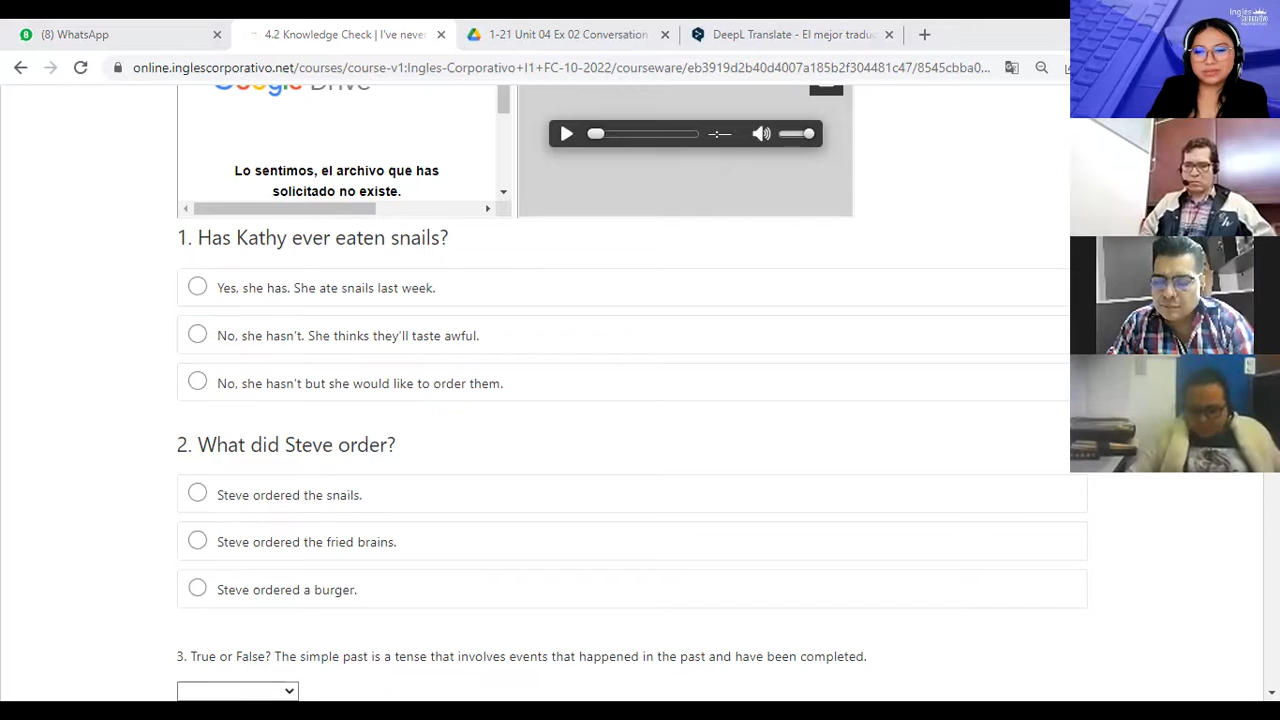 (8) WhatsApp
4.2 Knowledge Check | I've never
1-21 Unit 04 Ex 02 Conversation
DeepL Translate - El mejor traduc
online.inglescorporativo.net/courses/course-v1:Ingles-Corporativo+I1+FC-10-2022/courseware/eb3919d2b40d4007a185b2f304481c47/8545cbba0...
Google Drive
Lo sentimos, el archivo que has
solicitado no existe.
1. Has Kathy ever eaten snails?
Yes, she has. She ate snails last week.
No, she hasn't. She thinks they'll taste awful.
No, she hasn't but she would like to order them.
2. What did Steve order?
Steve ordered the snails.
Steve ordered the fried brains.
Steve ordered a burger.
3. True or False? The simple past is a tense that involves events that happened in the past and have been completed.